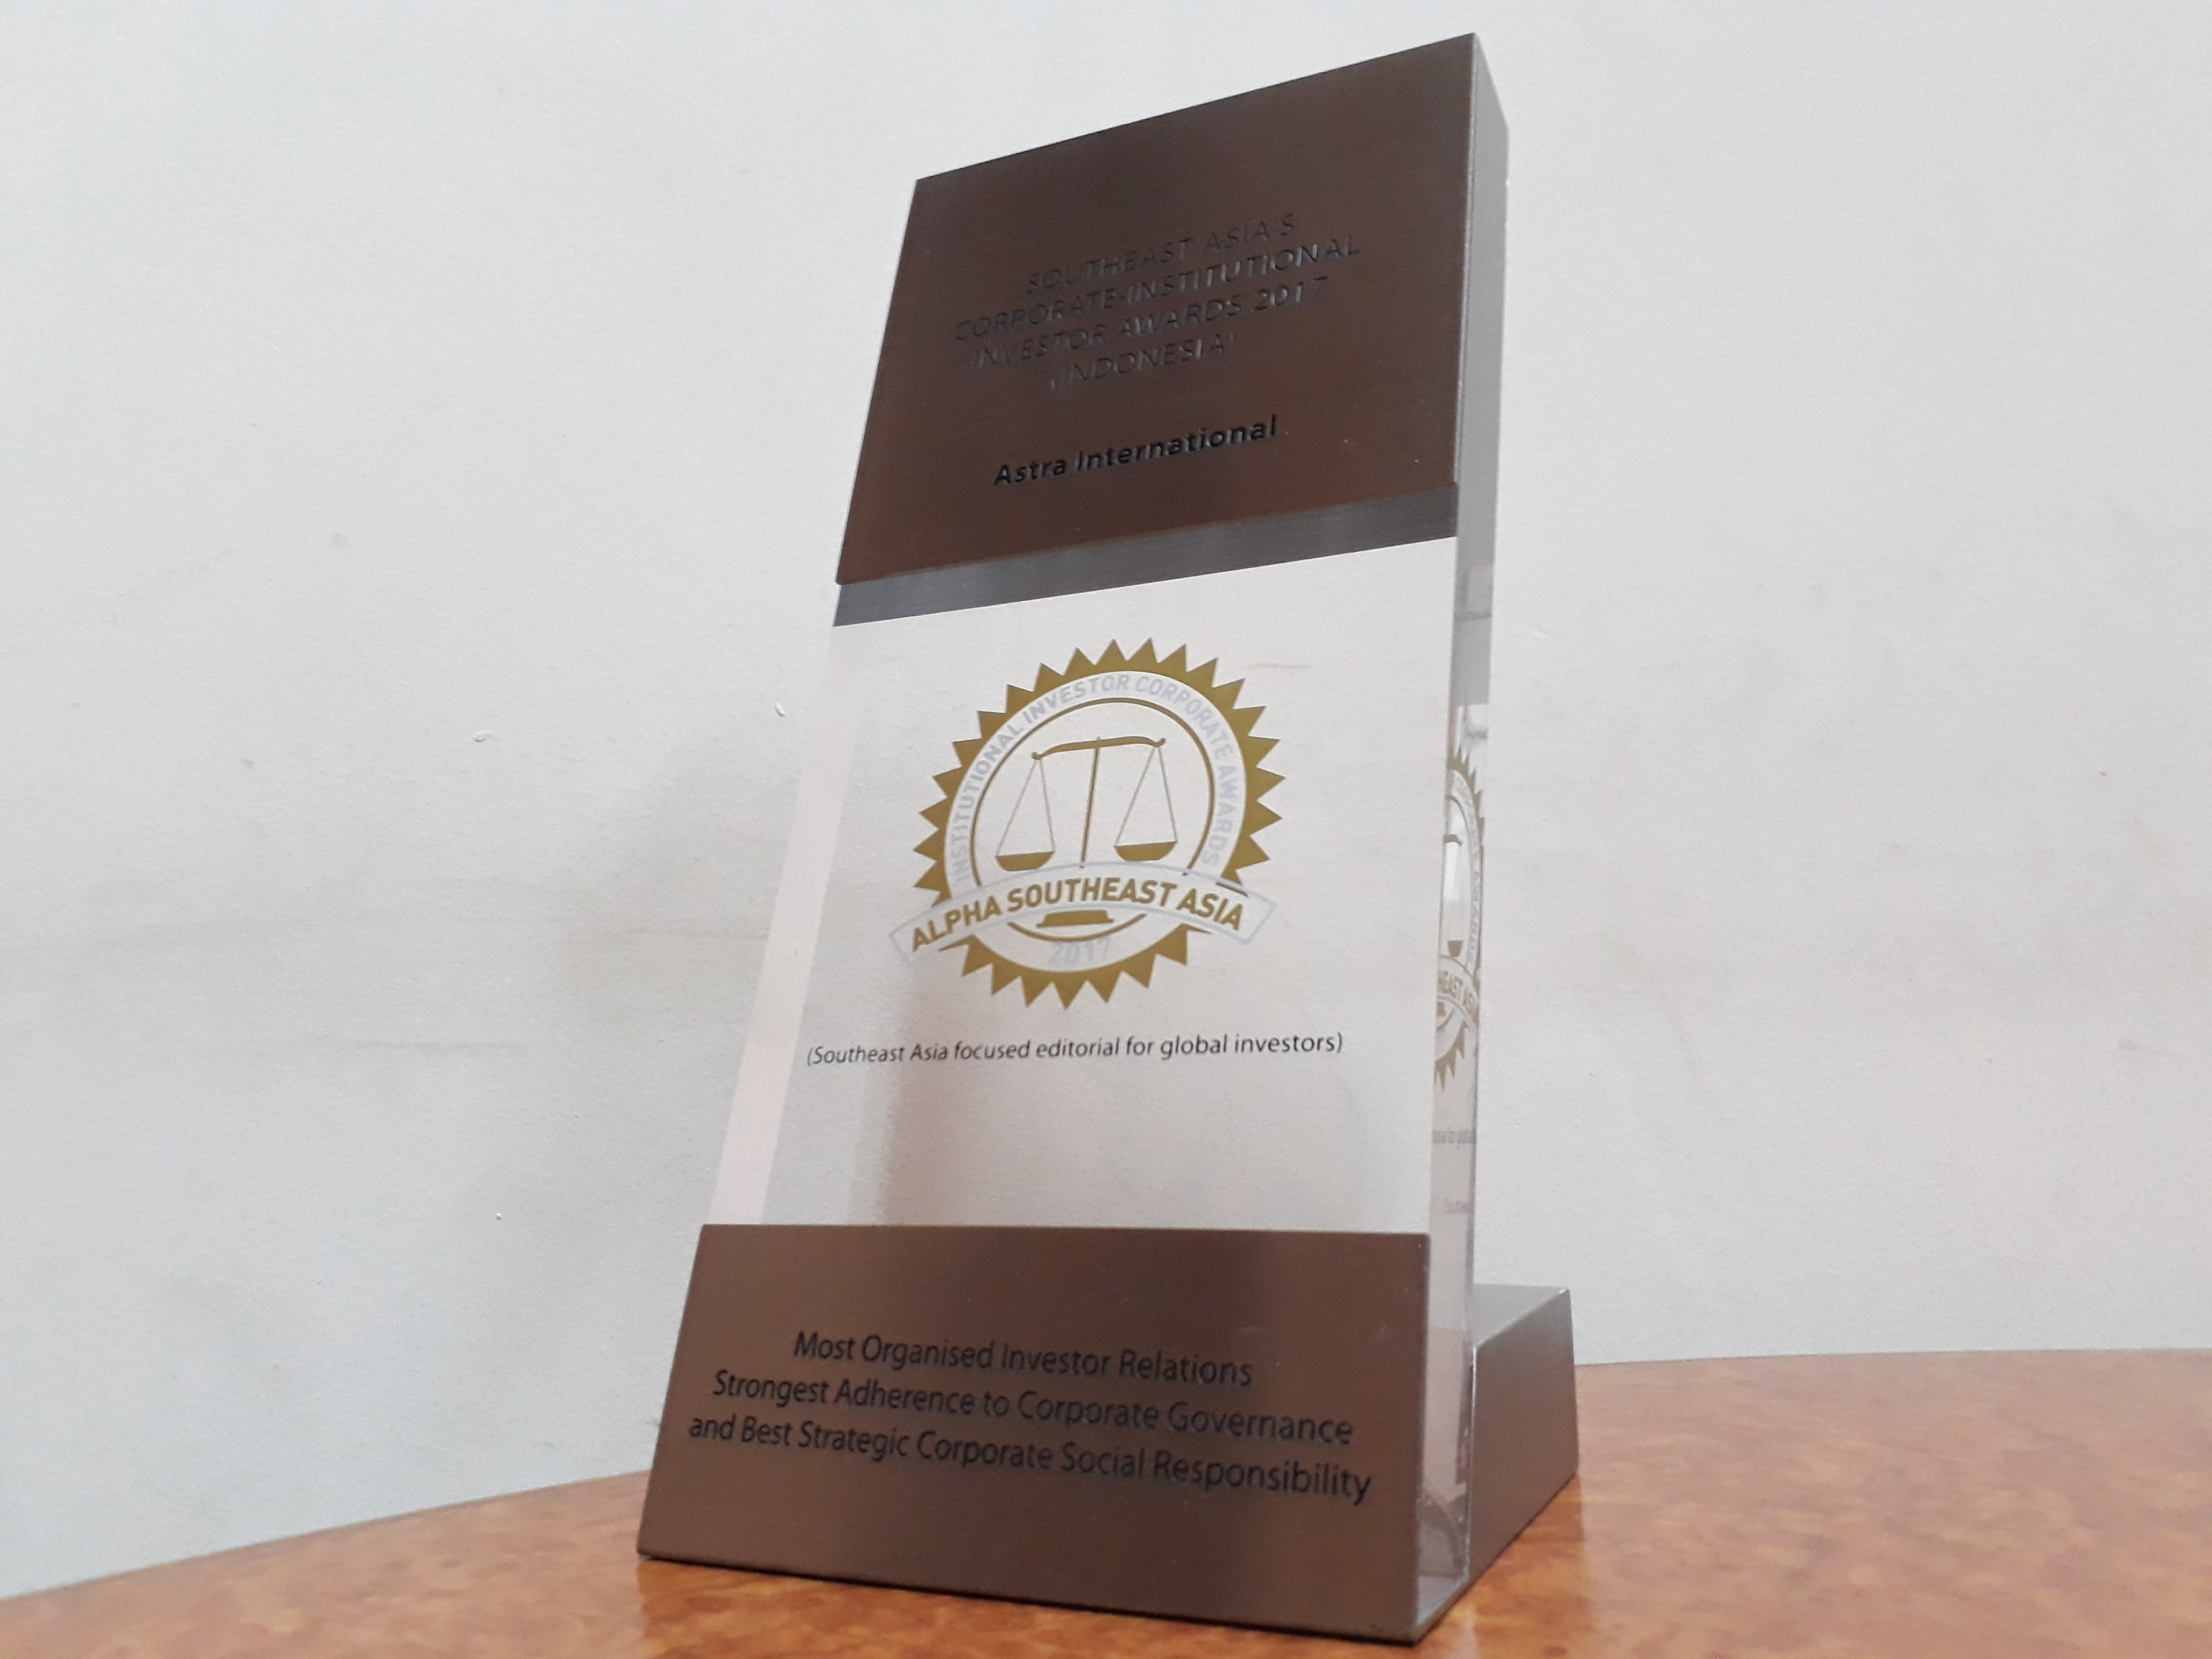 SOUTHEAST ASIA'S
CORPORATE-INSTITUTIONAL
INVESTOR AWARDS 2017
(INDONESIA)
Astra International
INSTITUTIONAL INVESTOR CORPORATE AWARDS
ALPHA SOUTHEAST ASIA
2017
(Southeast Asia focused editorial for global investors)
Most Organised Investor Relations
Strongest Adherence to Corporate Governance
and Best Strategic Corporate Social Responsibility